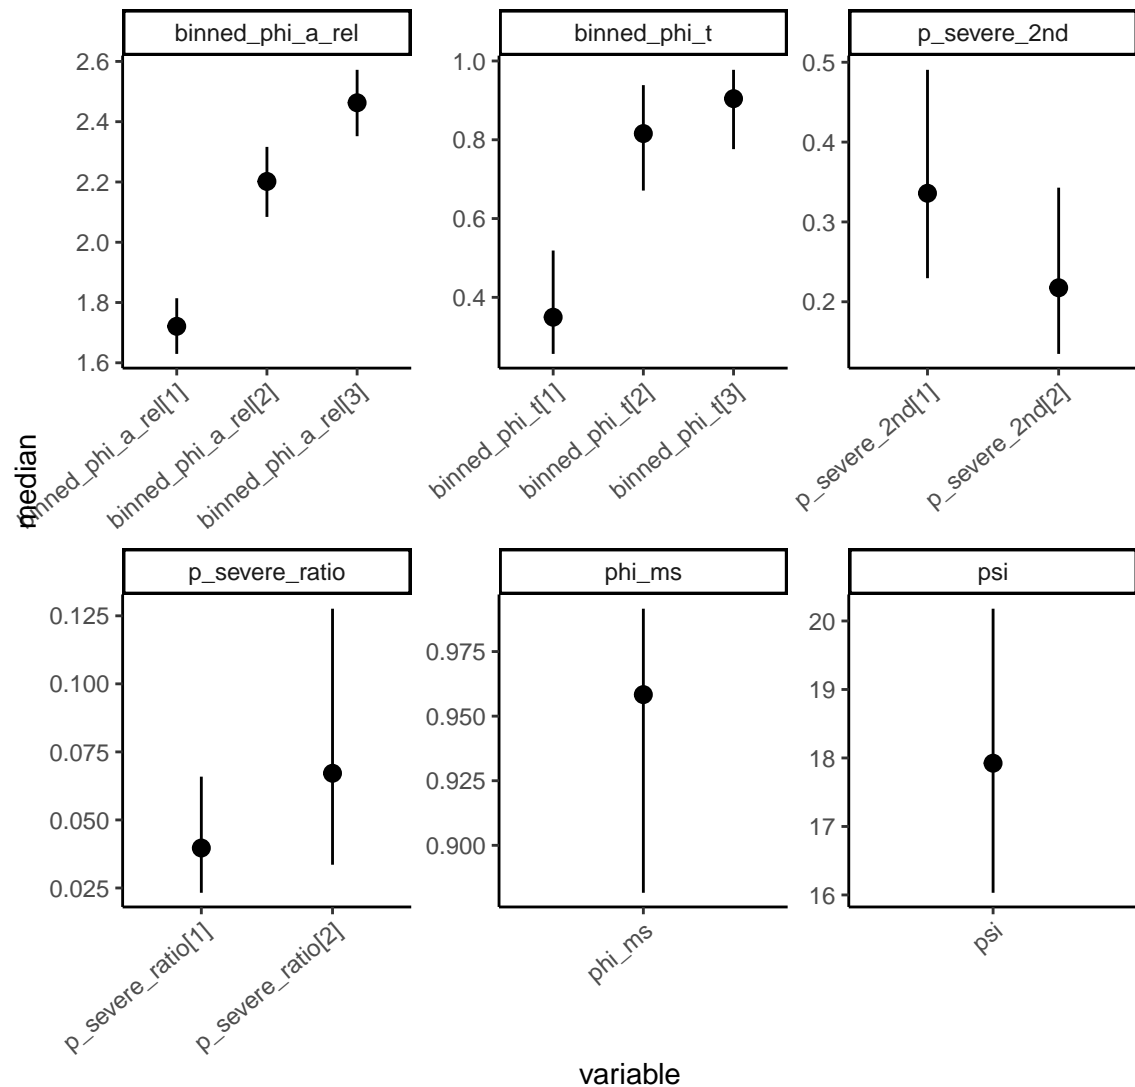 binned_phi_a_rel
binned_phi_t
p_severe_2nd
2.6
2.4
2.2
2.0
1.8
1.6
1.0
0.8
0.6
0.4
0.5
0.4
0.3
0.2
binned_phi_a_rel[1]
binned_phi_a_rel[2]
binned_phi_a_rel[3]
binned_phi_t[1]
binned_phi_t[2]
binned_phi_t[3]
p_severe_2nd[1]
p_severe_2nd[2]
median
p_severe_ratio
phi_ms
psi
0.125
0.100
0.075
0.050
0.025
0.975
0.950
0.925
0.900
20
19
18
17
16
p_severe_ratio[1]
p_severe_ratio[2]
phi_ms
psi
variable